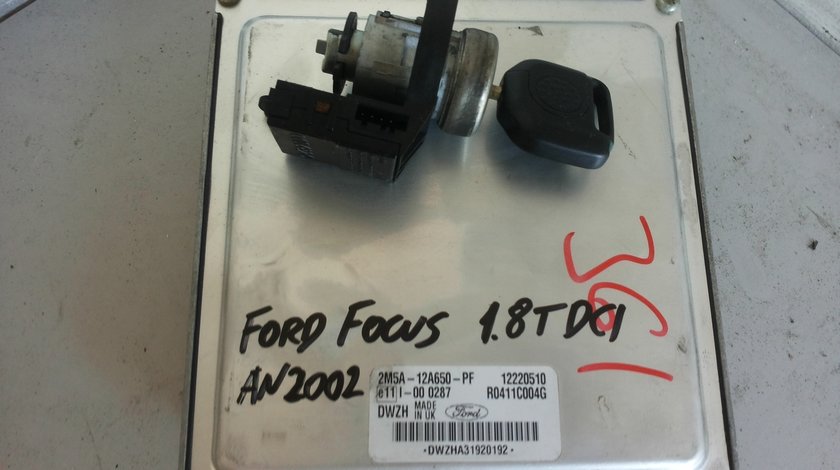 FORD FOCUS 1.8TDCI
AN2002
2M5A-12A650-PF 12220510
e11 I-00 0287 R0411C004G
DWZH MADE IN UK Ford
*DWZHA31920192*